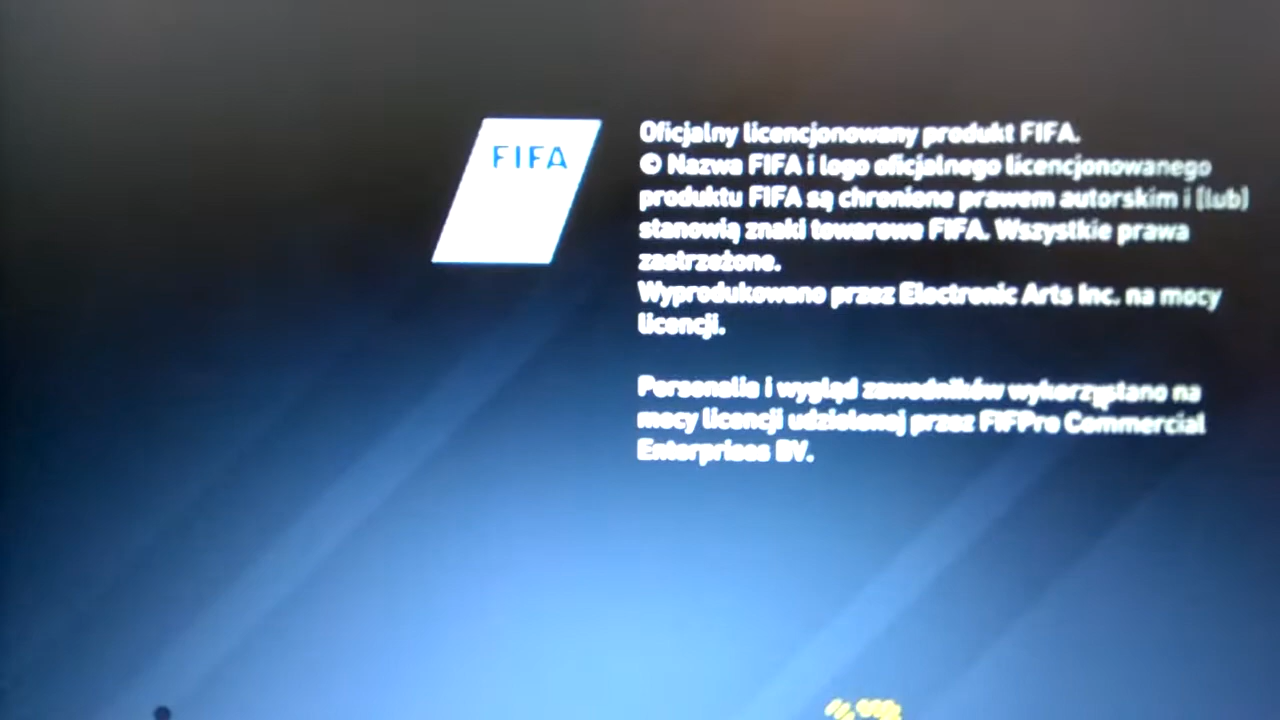 FIFA
Oficjalny licencjonowany produkt FIFA.
© Nazwa FIFA i logo oficjalnego licencjonowanego
produktu FIFA są chronione prawem autorskim i (lub)
stanowią znaki towarowe FIFA. Wszystkie prawa
zastrzeżone.
Wyprodukowano przez Electronic Arts Inc. na mocy
licencji.
Personalia i wygląd zawodników wykorzystano na
mocy licencji udzielonej przez FIFPro Commercial
Enterprises BV.